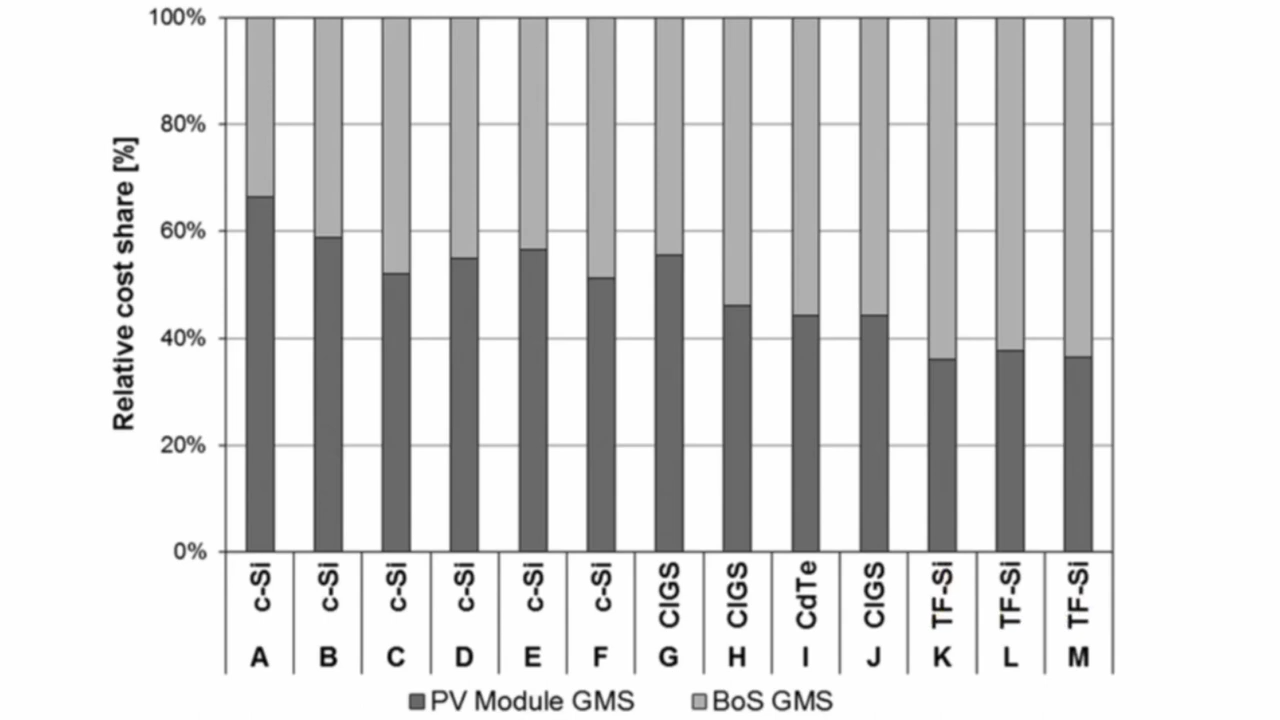 100%
80%
60%
40%
20%
0%
Relative cost share [%]
c-Si c-Si c-Si c-Si c-Si c-Si CIGS CIGS CdTe CIGS TF-Si TF-Si TF-Si
A B C D E F G H I J K L M
PV Module GMS BoS GMS